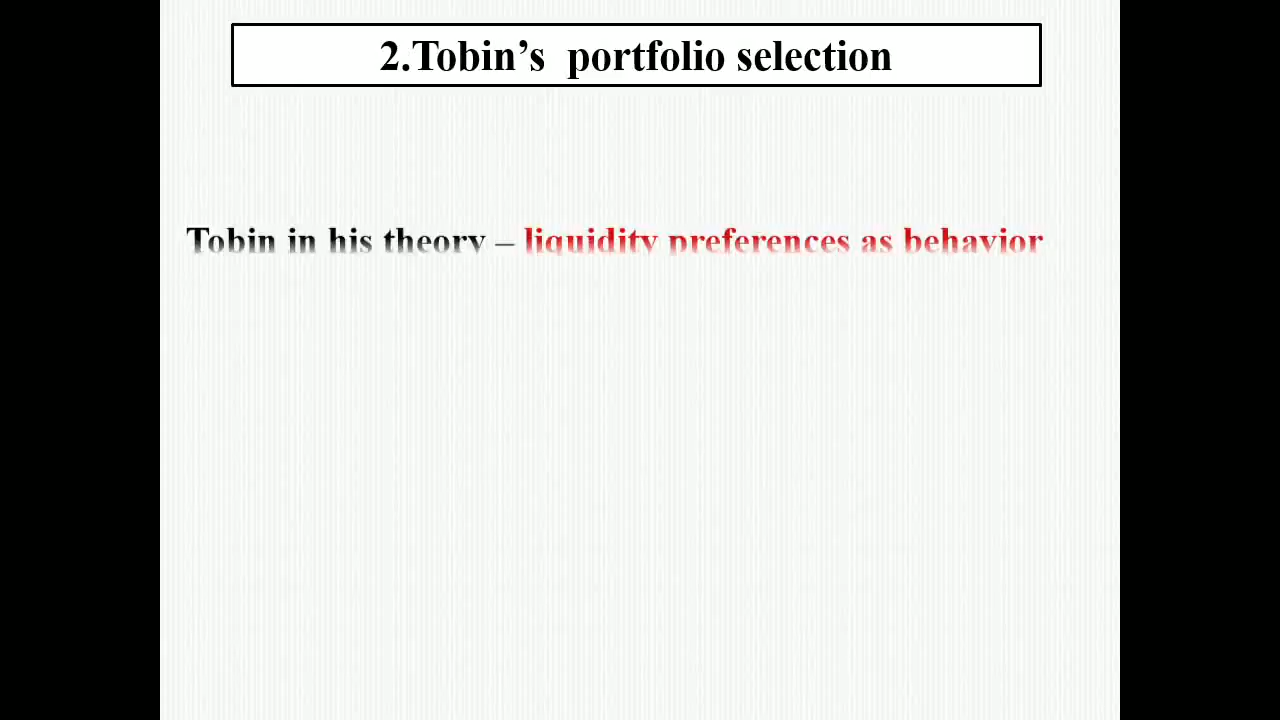 2.Tobin’s  portfolio selection
Tobin in his theory – liquidity preferences as behavior